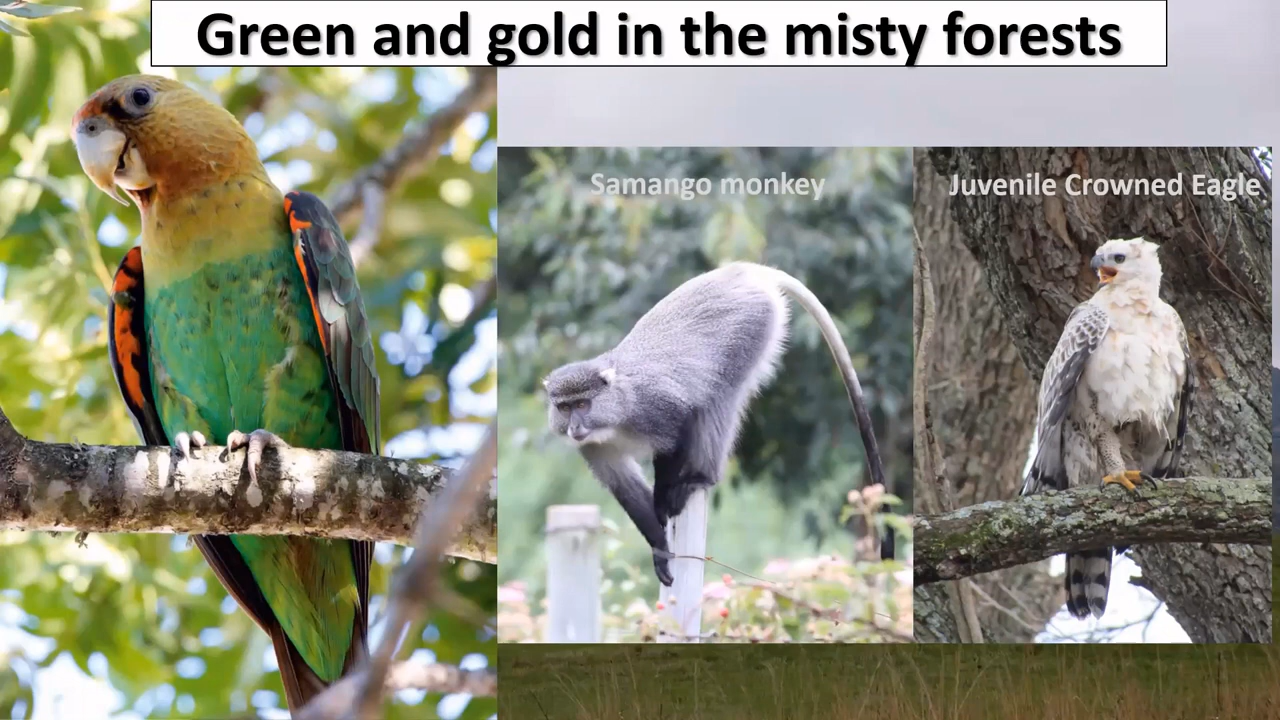 Green and gold in the misty forests
Samango monkey
Juvenile Crowned Eagle